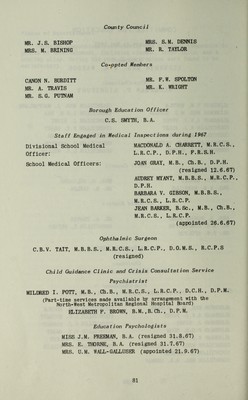 County Council
MR. J.S. BISHOP MRS. S.M. DENNIS
MRS. M. BRINING MR. R. TAYLOR
Co-opted Members
CANON N. BURDITT MR. F.W. SPOLTON
MR. A. TRAVIS MR. K. WRIGHT
MR. S.G. PUTNAM
Borough Education Officer
C.S. SMYTH, B.A.
Staff Engaged in Medical Inspections during 1967
Divisional School Medical MACDONALD A. CHARRETT, M.R.C.S.,
Officer: L.R.C.P., D.P.H., F.R.S.H.
School Medical Officers: JOAN GRAY, M.B., Ch.B., D.P.H.
(resigned 12.6.67)
AUDREY WYANT, M.B.B.S., M.R.C.P.,
D.P.H.
BARBARA V. GIBSON, M.B.B.S.,
M.R.C.S., L.R.C.P.
JEAN BARKER, B.Sc., M.B., Ch.B.,
M.R.C.S., L.R.C.P.
(appointed 26.6.67)
Ophthalmic Surgeon
C.B.V. TAIT, M.B.B.S., M.R.C.S., L.R.C.P., D.O.M.S., R.C.P.S
(resigned)
Child Guidance Clinic and Crisis Consultation Service
Psychiatrist
MILDRED I. POTT, M.B., Ch.B., M.R.C.S., L.R.C.P., D.C.H., D.P.M.
(Part-time services made available by arrangement with the
North-West Metropolitan Regional Hospital Board)
ELIZABETH F. BROWN, B.M., B.Ch., D.P.M.
Education Psychologists
MISS J.M. FREEMAN, B.A. (resigned 31.8.67)
MRS. E. THORNE, B.A. (resigned 31.7.67)
MRS. U.M. WALL-GALLUSER (appointed 21.9.67)
81